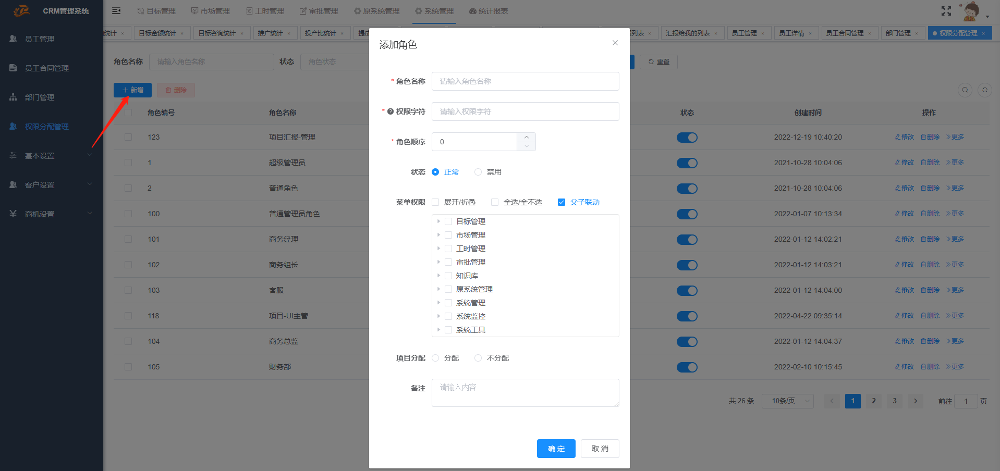 CRM管理系统
目标管理 市场管理 工时管理 审批管理 原系统管理 系统管理 统计报表
员工管理
员工合同管理
部门管理
权限分配管理
基本设置
客户设置
商机设置
统计 × 目标金额统计 × 目标咨询统计 × 推广统计 × 投产比统计 × 提成 列表 × 汇报给我的列表 × 员工管理 × 员工详情 × 员工合同管理 × 部门管理 × 权限分配管理 ×
角色名称 请输入角色名称 状态 角色状态 重置
新增 删除
角色编号 角色名称 状态 创建时间 操作
123 项目汇报-管理 2022-12-19 10:40:20 修改 删除 更多
1 超级管理员 2021-10-28 10:04:06 修改 删除 更多
2 普通角色 2021-10-28 10:04:06 修改 删除 更多
100 普通管理员角色 2022-01-07 10:13:34 修改 删除 更多
101 商务经理 2022-01-12 14:02:21 修改 删除 更多
102 商务组长 2022-01-12 14:03:21 修改 删除 更多
103 客服 2022-01-12 14:04:00 修改 删除 更多
118 项目-UI主管 2022-04-22 09:35:14 修改 删除 更多
104 商务总监 2022-01-12 14:04:37 修改 删除 更多
105 财务部 2022-02-10 10:15:45 修改 删除 更多
共 26 条 10条/页 1 2 3 前往 1 页
添加角色
* 角色名称 请输入角色名称
* 权限字符 请输入权限字符
* 角色顺序 0
状态 正常 禁用
菜单权限 展开/折叠 全选/全不选 父子联动
目标管理
市场管理
工时管理
审批管理
知识库
原系统管理
系统管理
系统监控
系统工具
项目分配 分配 不分配
备注 请输入内容
确 定 取 消